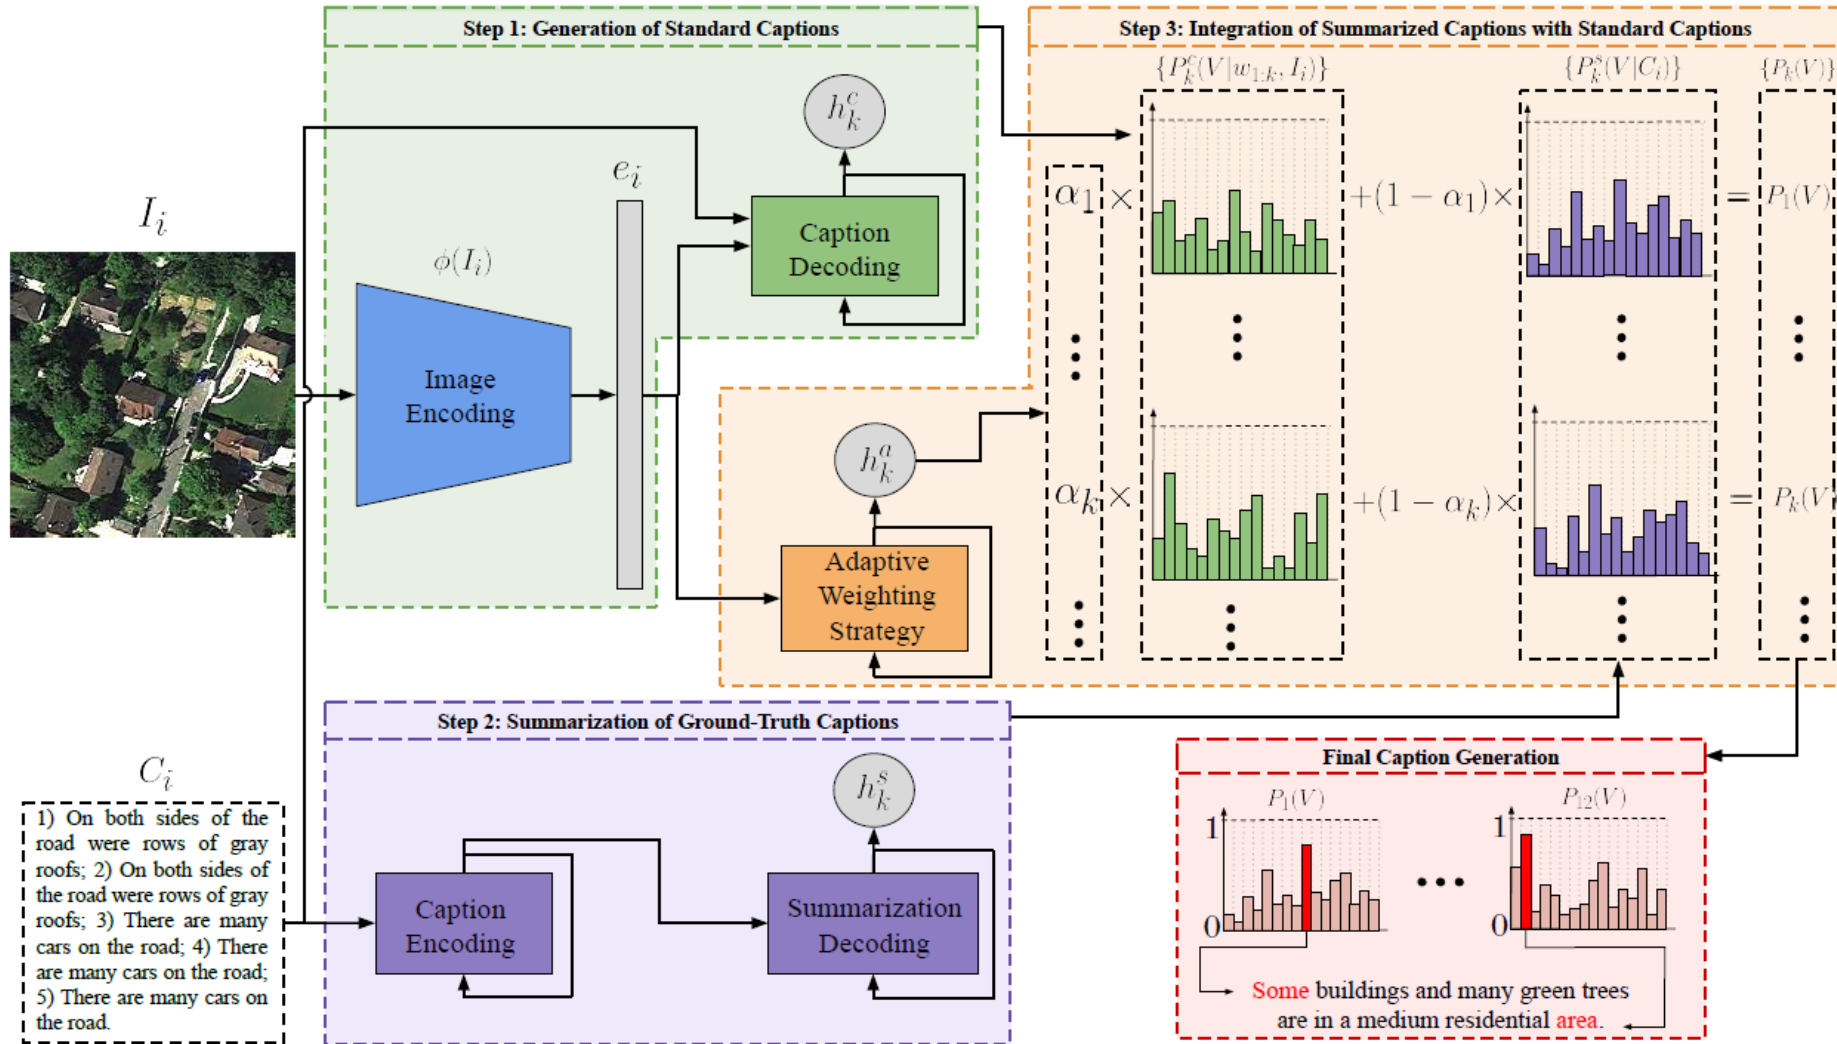 Step 1: Generation of Standard Captions
Step 3: Integration of Summarized Captions with Standard Captions
{P_k^c(V|w_{1:k}, I_i)}
{P_k^s(V|C_i)}
{P_k(V)}
h_k^c
e_i
I_i
ϕ(I_i)
Caption
Decoding
Image
Encoding
α_1 ×
+(1 − α_1)×
= P_1(V)
h_k^a
α_k ×
+(1 − α_k)×
= P_k(V)
Adaptive
Weighting
Strategy
Step 2: Summarization of Ground-Truth Captions
h_k^s
Caption
Encoding
Summarization
Decoding
C_i
1) On both sides of the
road were rows of gray
roofs; 2) On both sides of
the road were rows of gray
roofs; 3) There are many
cars on the road; 4) There
are many cars on the road;
5) There are many cars on
the road.
Final Caption Generation
P_1(V)
P_{12}(V)
1
0
1
0
Some buildings and many green trees
are in a medium residential area.